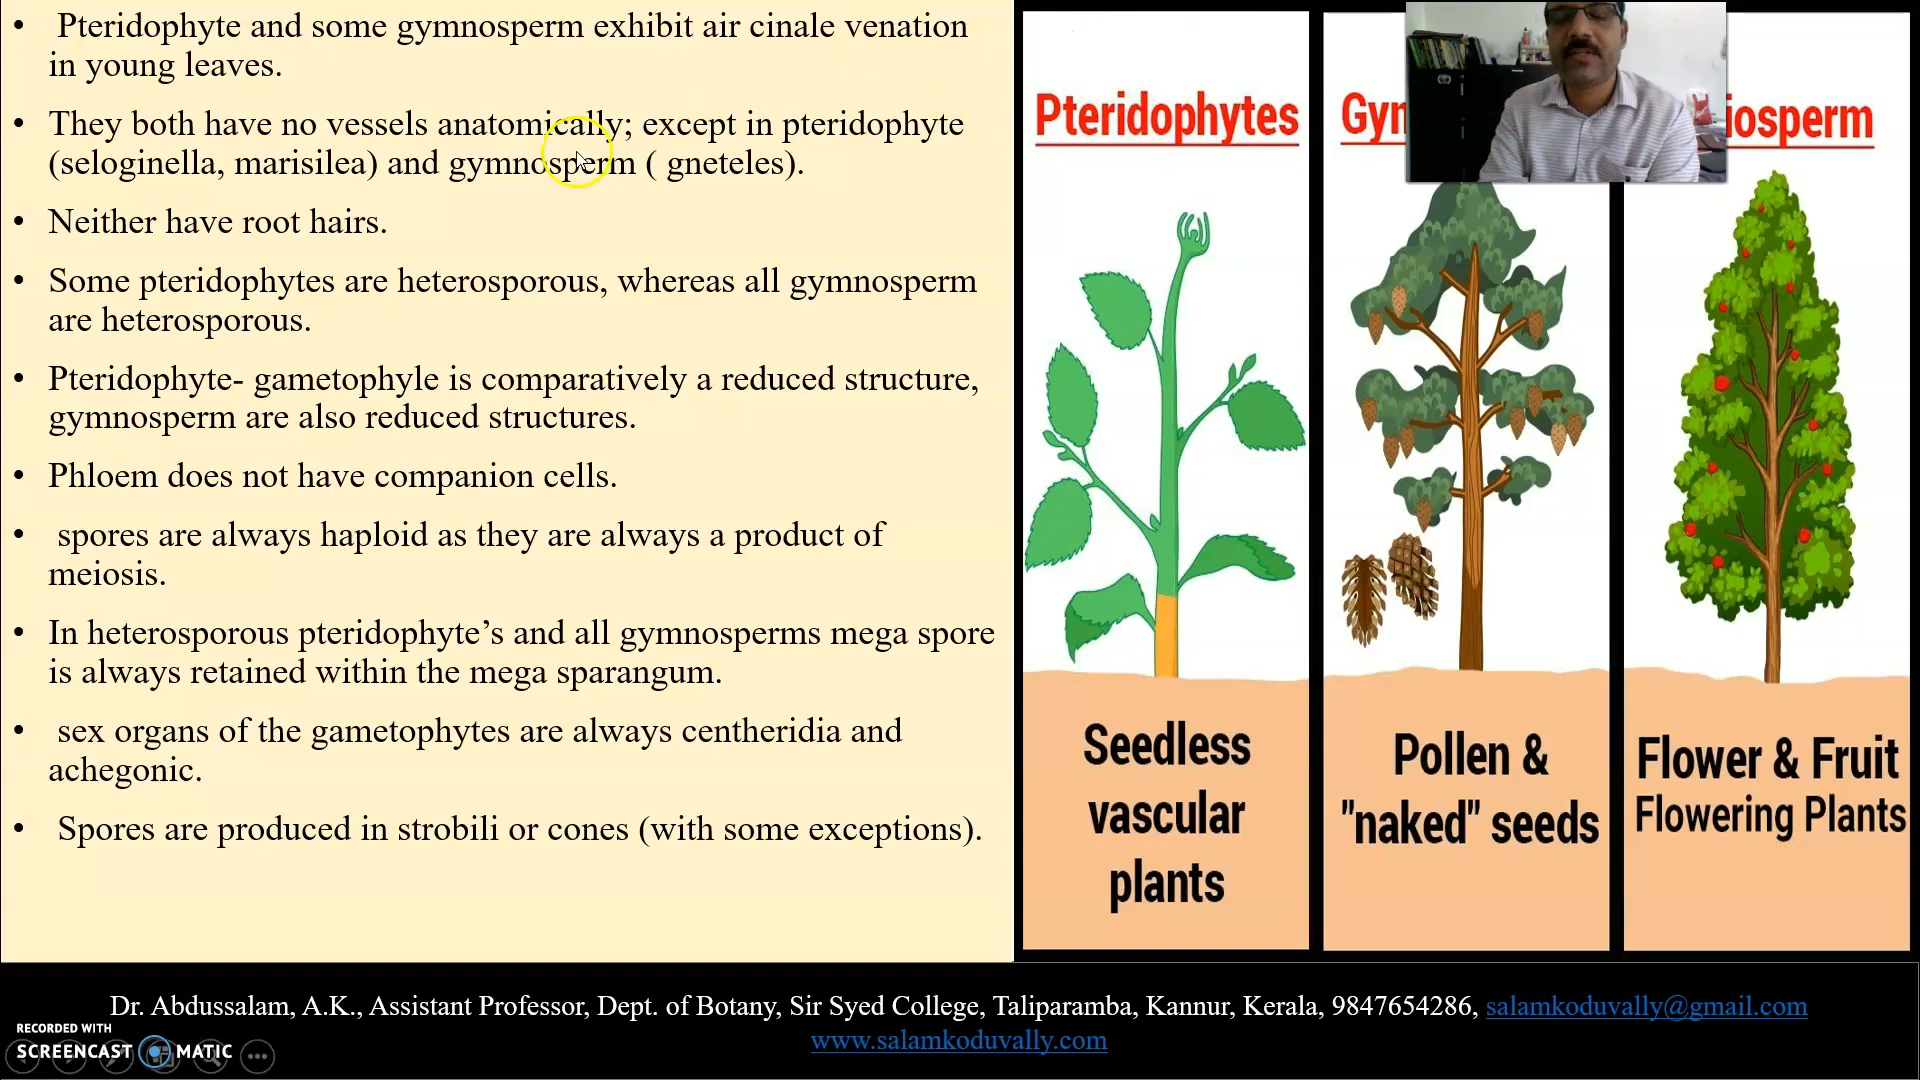 • Pteridophyte and some gymnosperm exhibit air cinale venation
in young leaves.
• They both have no vessels anatomically; except in pteridophyte
(seloginella, marisilea) and gymnosperm ( gneteles).
• Neither have root hairs.
• Some pteridophytes are heterosporous, whereas all gymnosperm
are heterosporous.
• Pteridophyte- gametophyle is comparatively a reduced structure,
gymnosperm are also reduced structures.
• Phloem does not have companion cells.
• spores are always haploid as they are always a product of
meiosis.
• In heterosporous pteridophyte’s and all gymnosperms mega spore
is always retained within the mega sparangum.
• sex organs of the gametophytes are always centheridia and
achegonic.
• Spores are produced in strobili or cones (with some exceptions).
Pteridophytes
Seedless
vascular
plants
Gyn
Pollen &
"naked" seeds
iosperm
Flower & Fruit
Flowering Plants
Dr. Abdussalam, A.K., Assistant Professor, Dept. of Botany, Sir Syed College, Taliparamba, Kannur, Kerala, 9847654286, salamkoduvally@gmail.com
www.salamkoduvally.com
RECORDED WITH
SCREENCAST MATIC